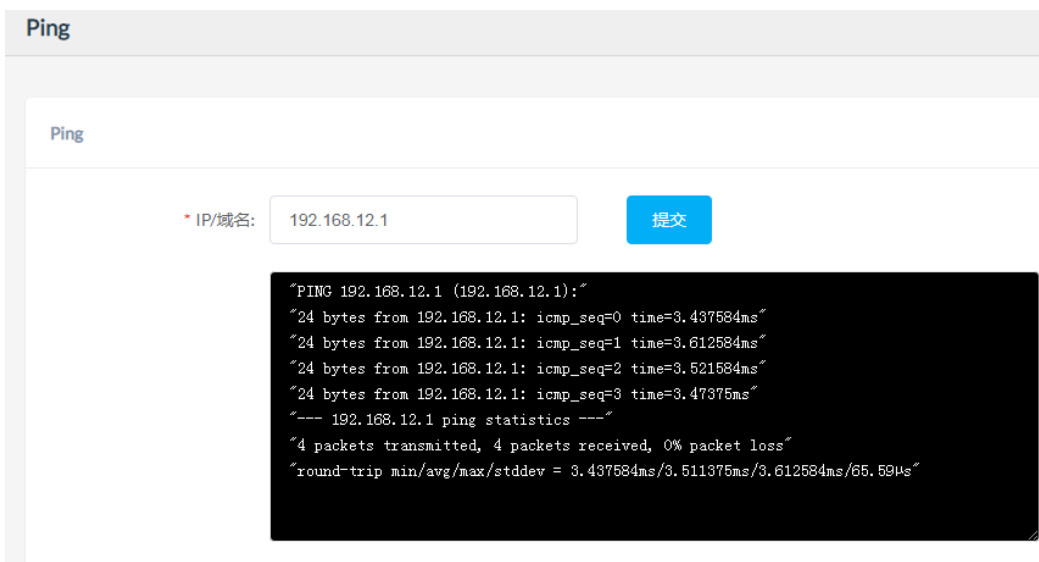 Ping
Ping
* IP/域名: 192.168.12.1 提交
"PING 192.168.12.1 (192.168.12.1):"
"24 bytes from 192.168.12.1: icmp_seq=0 time=3.437584ms"
"24 bytes from 192.168.12.1: icmp_seq=1 time=3.612584ms"
"24 bytes from 192.168.12.1: icmp_seq=2 time=3.521584ms"
"24 bytes from 192.168.12.1: icmp_seq=3 time=3.47375ms"
"--- 192.168.12.1 ping statistics ---"
"4 packets transmitted, 4 packets received, 0% packet loss"
"round-trip min/avg/max/stddev = 3.437584ms/3.511375ms/3.612584ms/65.59µs"